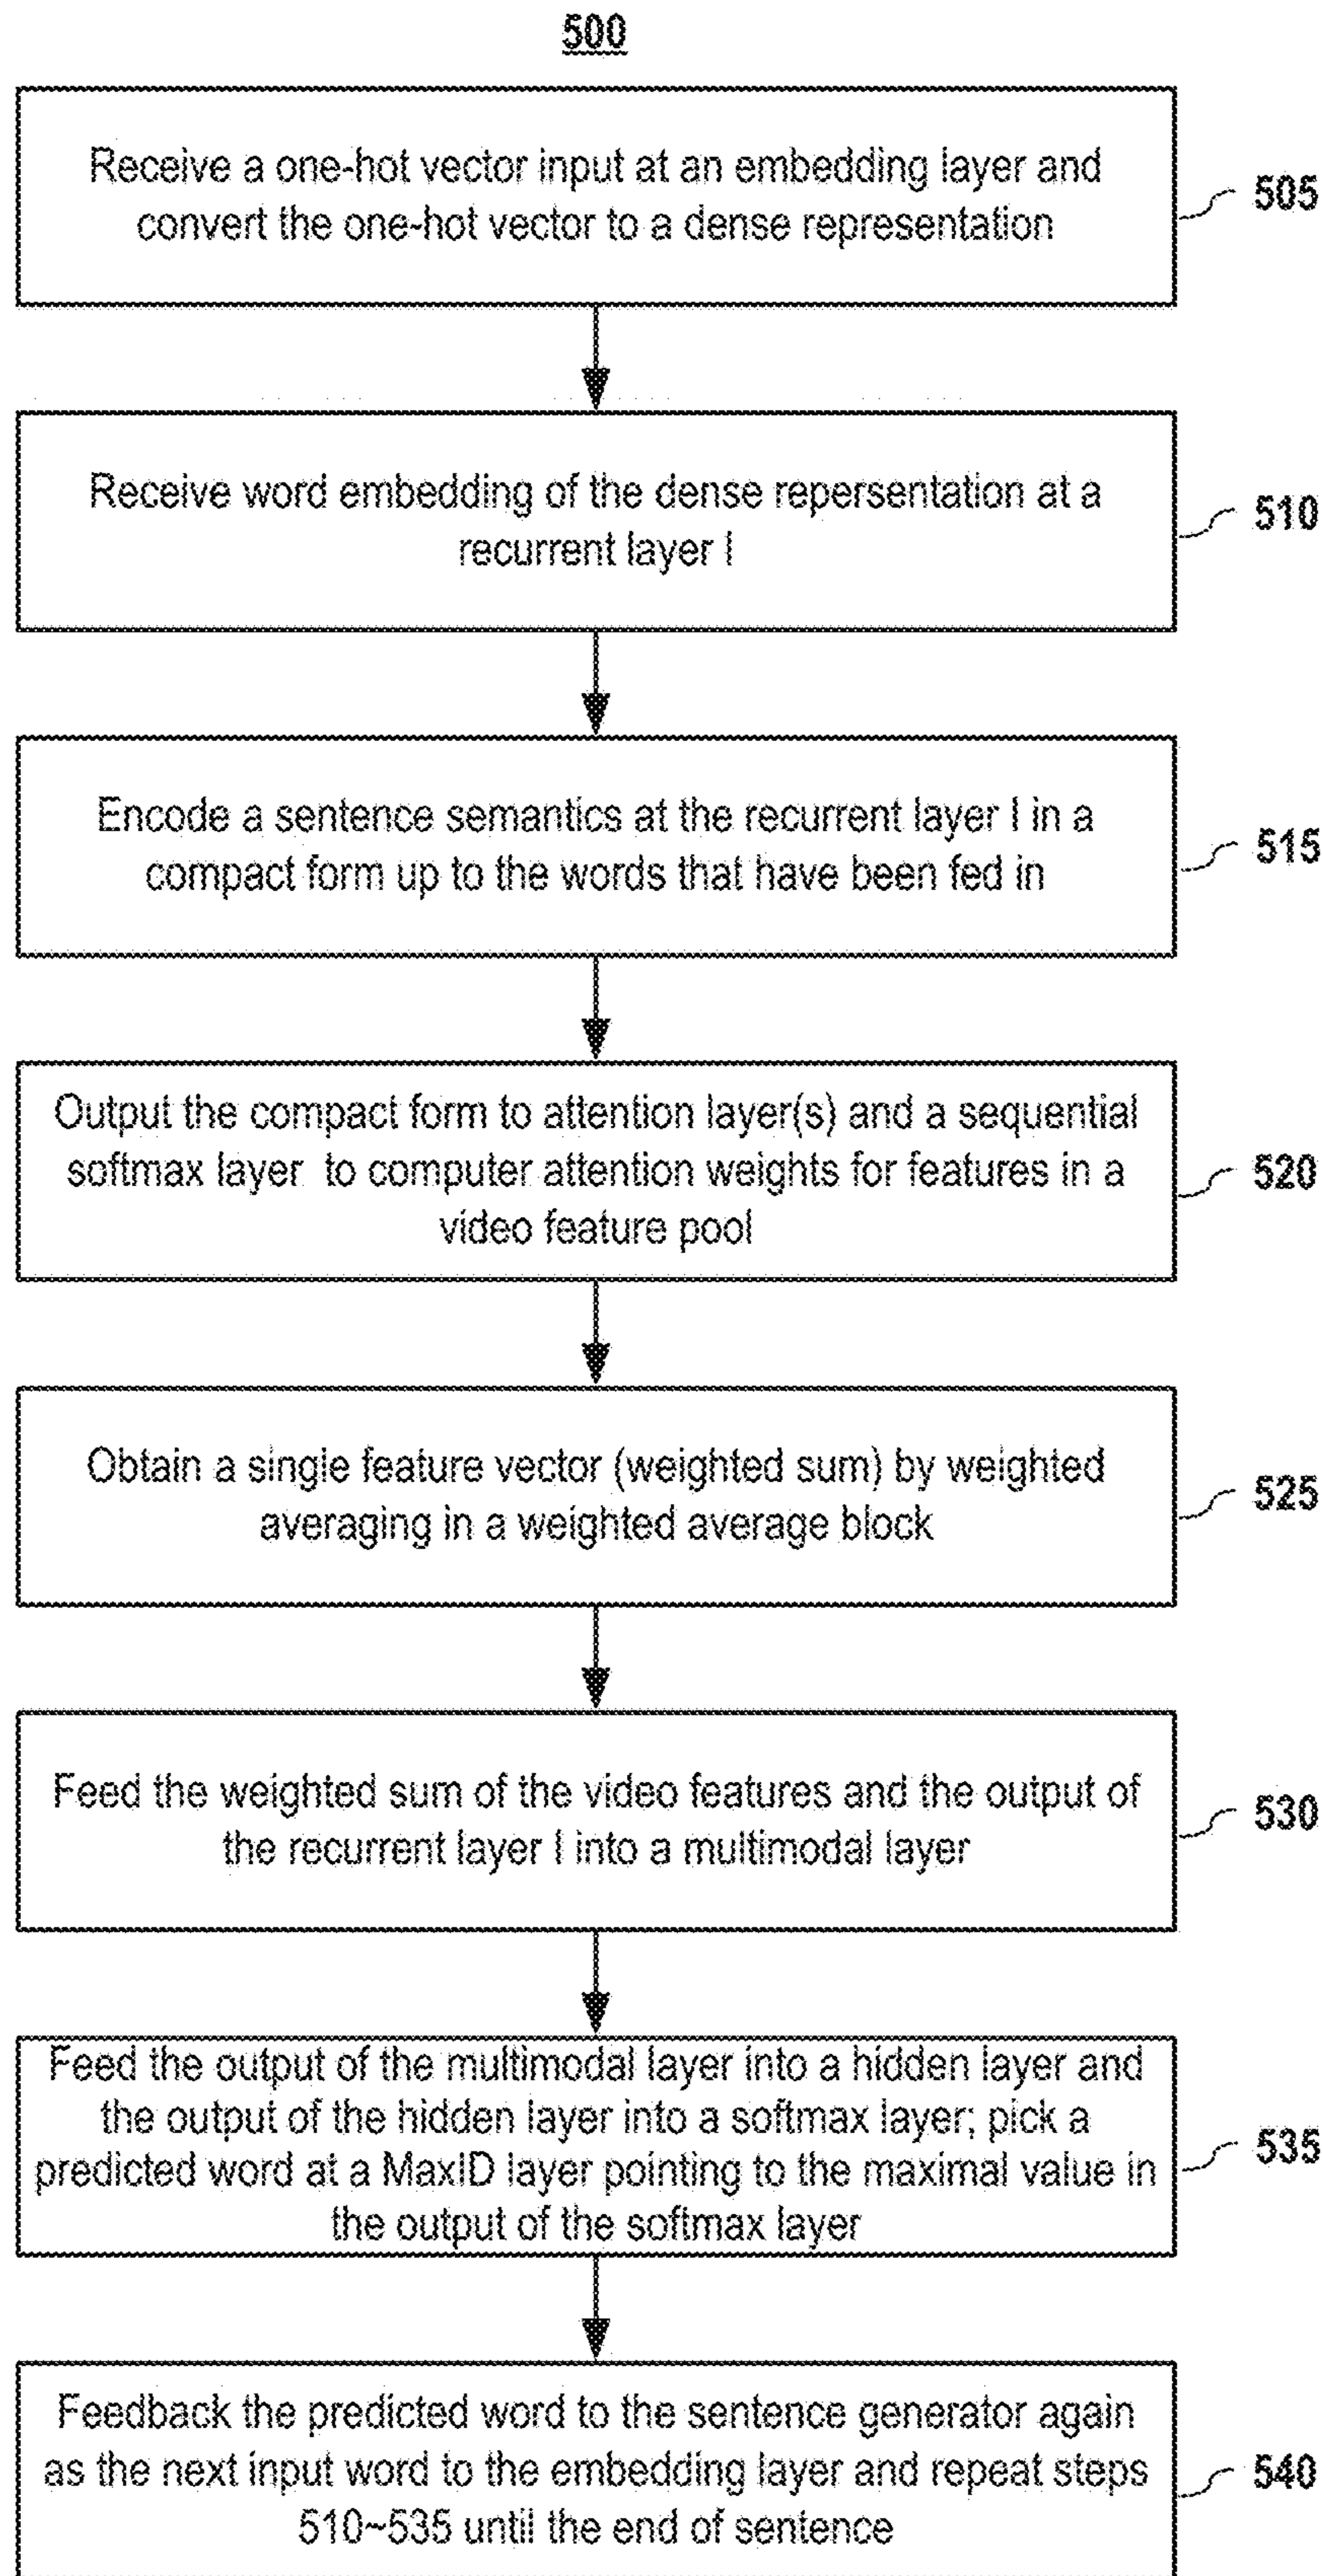 500
Receive a one-hot vector input at an embedding layer and
convert the one-hot vector to a dense representation
505
Receive word embedding of the dense repersentation at a
recurrent layer I
510
Encode a sentence semantics at the recurrent layer I in a
compact form up to the words that have been fed in
515
Output the compact form to attention layer(s) and a sequential
softmax layer to computer attention weights for features in a
video feature pool
520
Obtain a single feature vector (weighted sum) by weighted
averaging in a weighted average block
525
Feed the weighted sum of the video features and the output of
the recurrent layer I into a multimodal layer
530
Feed the output of the multimodal layer into a hidden layer and
the output of the hidden layer into a softmax layer; pick a
predicted word at a MaxID layer pointing to the maximal value in
the output of the softmax layer
535
Feedback the predicted word to the sentence generator again
as the next input word to the embedding layer and repeat steps
510~535 until the end of sentence
540